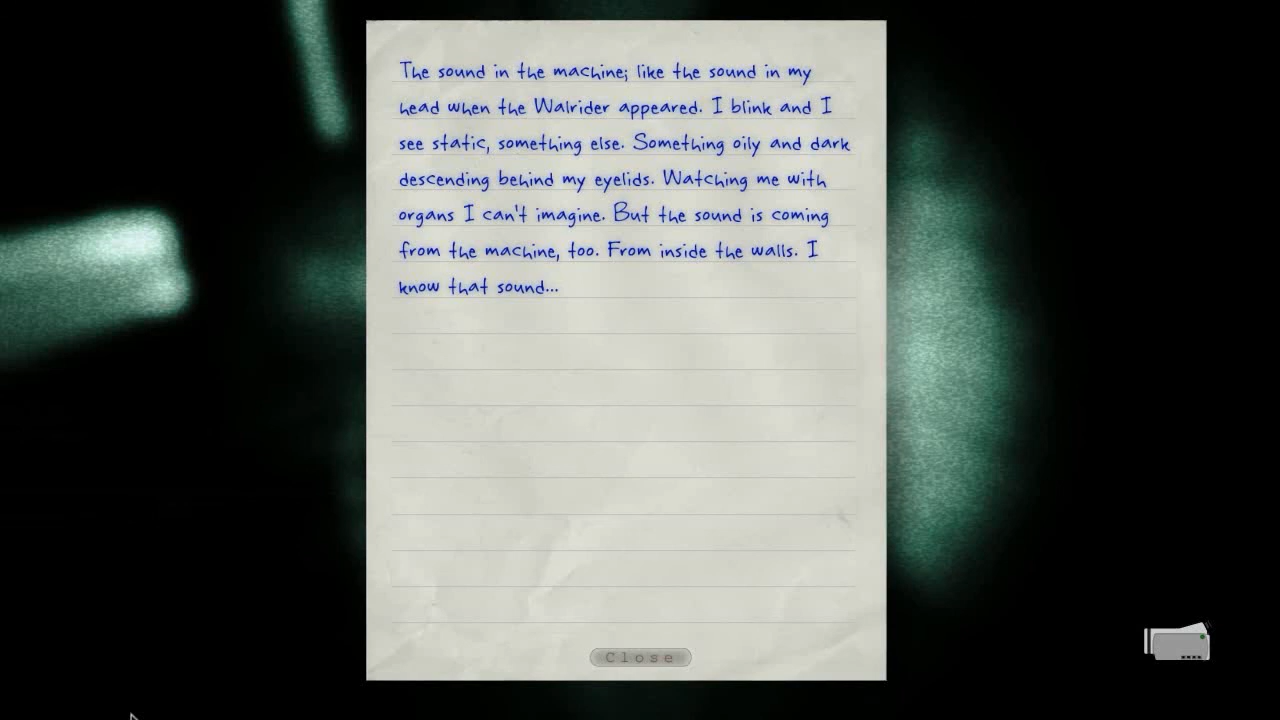 The sound in the machine; like the sound in my
head when the Walrider appeared. I blink and I
see static, something else. Something oily and dark
descending behind my eyelids. Watching me with
organs I can't imagine. But the sound is coming
from the machine, too. From inside the walls. I
know that sound...
Close